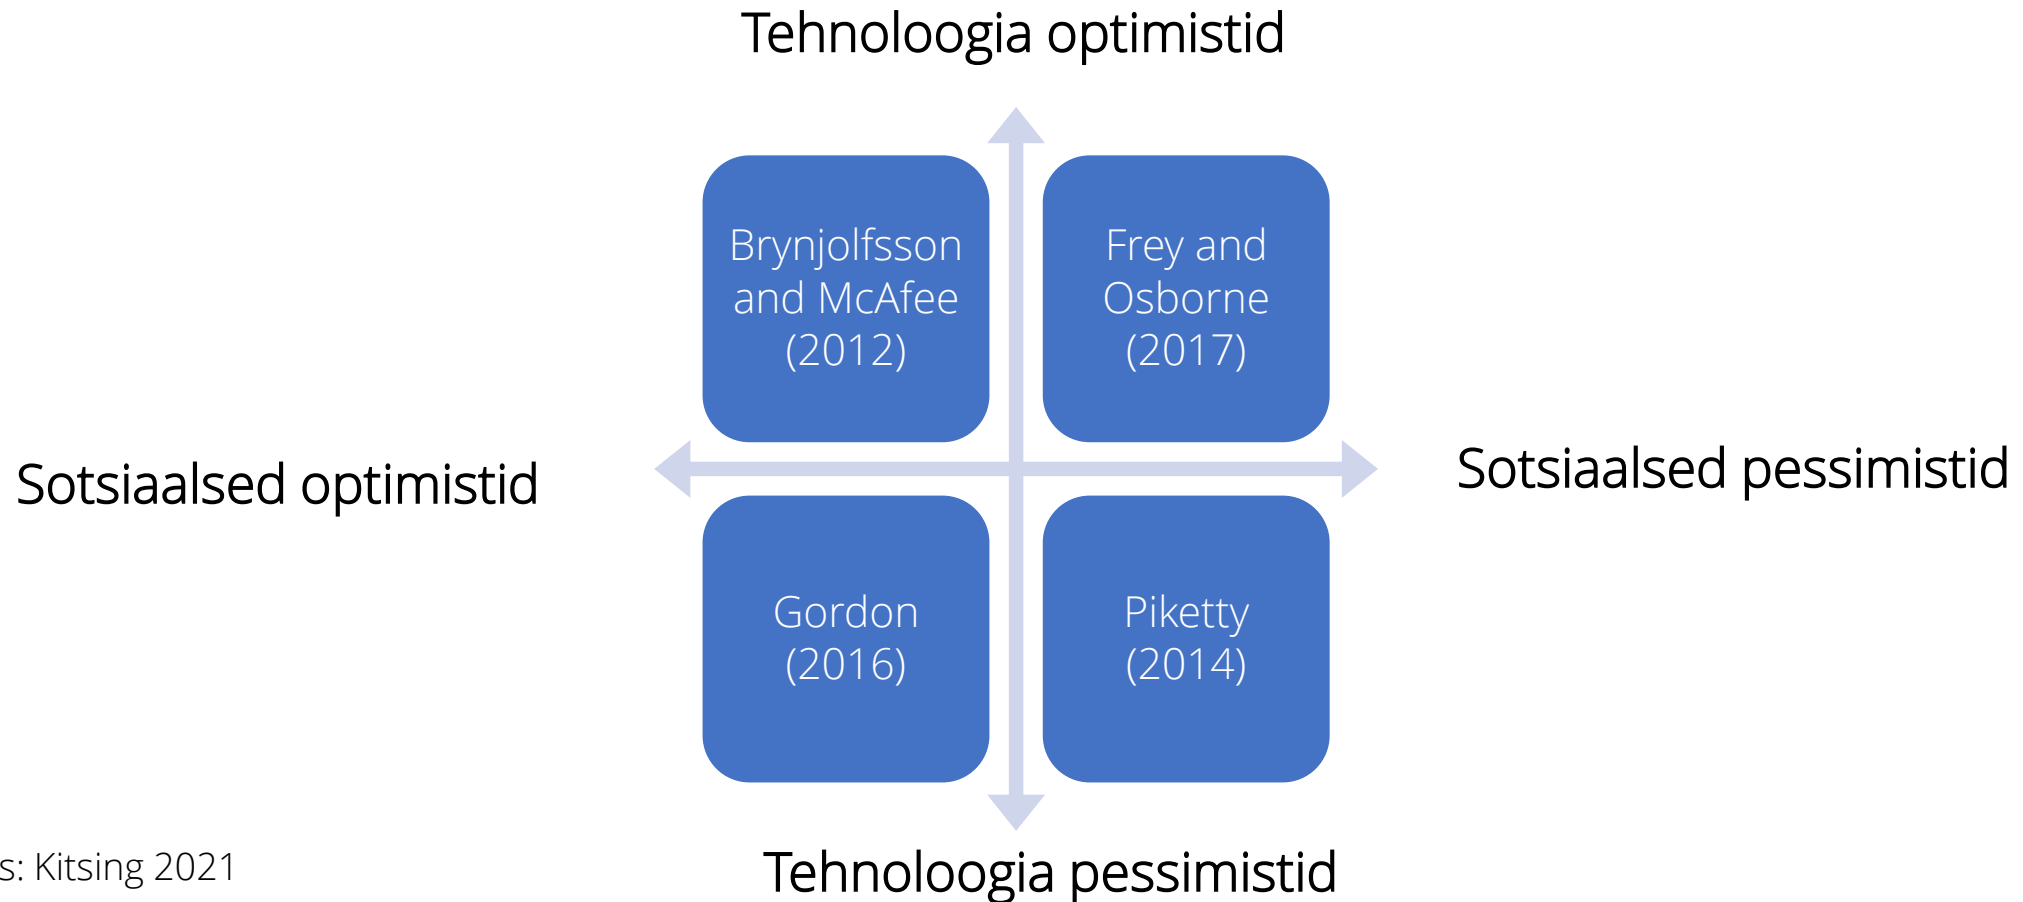 Tehnoloogia optimistid
Brynjolfsson
and McAfee
(2012)
Frey and
Osborne
(2017)
Sotsiaalsed optimistid
Sotsiaalsed pessimistid
Gordon
(2016)
Piketty
(2014)
s: Kitsing 2021
Tehnoloogia pessimistid